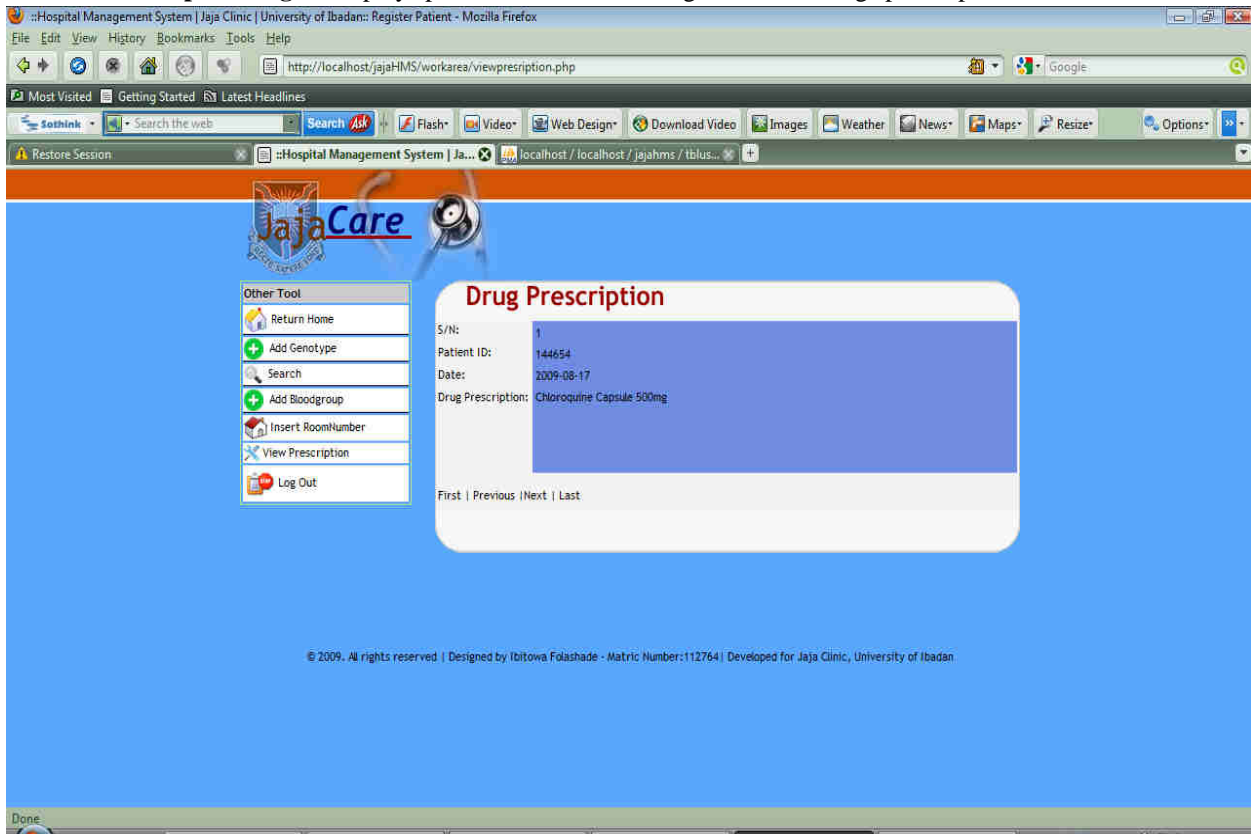 ::Hospital Management System | Jaja Clinic | University of Ibadan:: Register Patient - Mozilla Firefox
File Edit View History Bookmarks Tools Help
http://localhost/jajaHMS/workarea/viewpresription.php
Google
Most Visited Getting Started Latest Headlines
Sothink Search the web Search Ask Flash Video Web Design Download Video Images Weather News Maps Resize Options
Restore Session ::Hospital Management System | Ja... localhost / localhost / jajahms / tblus...
JajaCare
Other Tool
Return Home
Add Genotype
Search
Add Bloodgroup
Insert RoomNumber
View Prescription
Log Out
Drug Prescription
S/N: 1
Patient ID: 144654
Date: 2009-08-17
Drug Prescription: Chloroquine Capsule 500mg
First | Previous |Next | Last
© 2009. All rights reserved | Designed by Ibitowa Folashade - Matric Number:112764| Developed for Jaja Clinic, University of Ibadan
Done